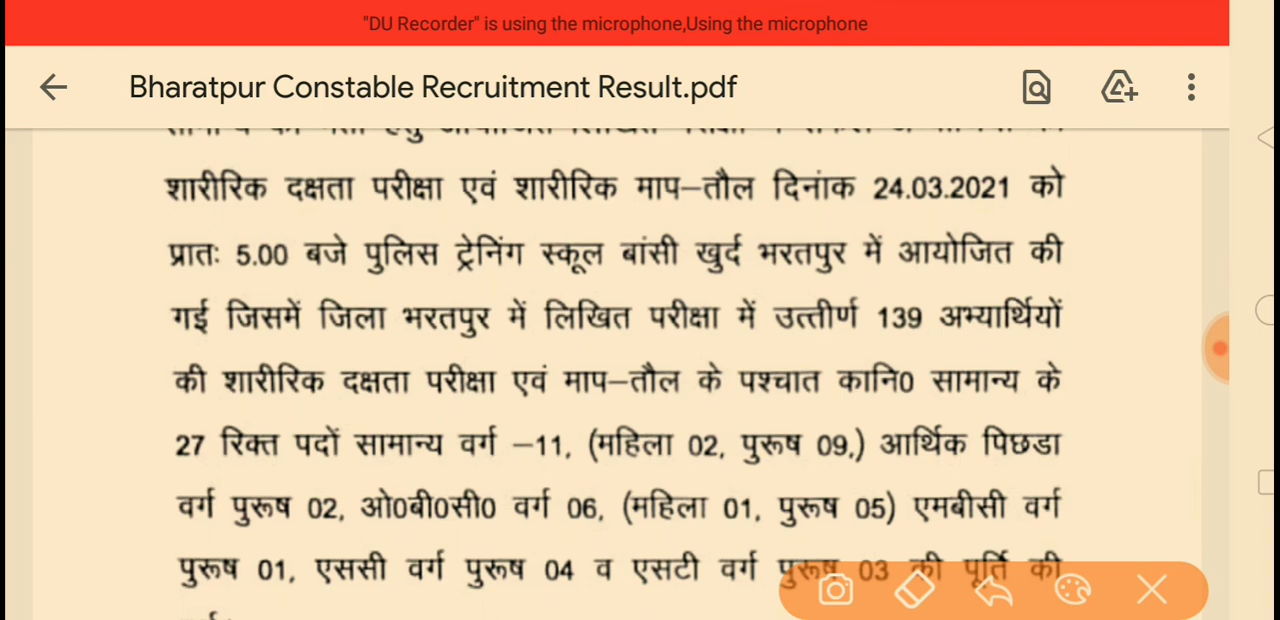 "DU Recorder" is using the microphone,Using the microphone
Bharatpur Constable Recruitment Result.pdf
शारीरिक दक्षता परीक्षा एवं शारीरिक माप–तौल दिनांक 24.03.2021 को
प्रातः 5.00 बजे पुलिस ट्रेनिंग स्कूल बांसी खुर्द भरतपुर में आयोजित की
गई जिसमें जिला भरतपुर में लिखित परीक्षा में उत्तीर्ण 139 अभ्यार्थियों
की शारीरिक दक्षता परीक्षा एवं माप–तौल के पश्चात कानि0 सामान्य के
27 रिक्त पदों सामान्य वर्ग –11, (महिला 02, पुरूष 09,) आर्थिक पिछडा
वर्ग पुरूष 02, ओ0बी0सी0 वर्ग 06, (महिला 01, पुरूष 05) एमबीसी वर्ग
पुरूष 01, एससी वर्ग पुरूष 04 व एसटी वर्ग पुरूष 03 की पूर्ति की